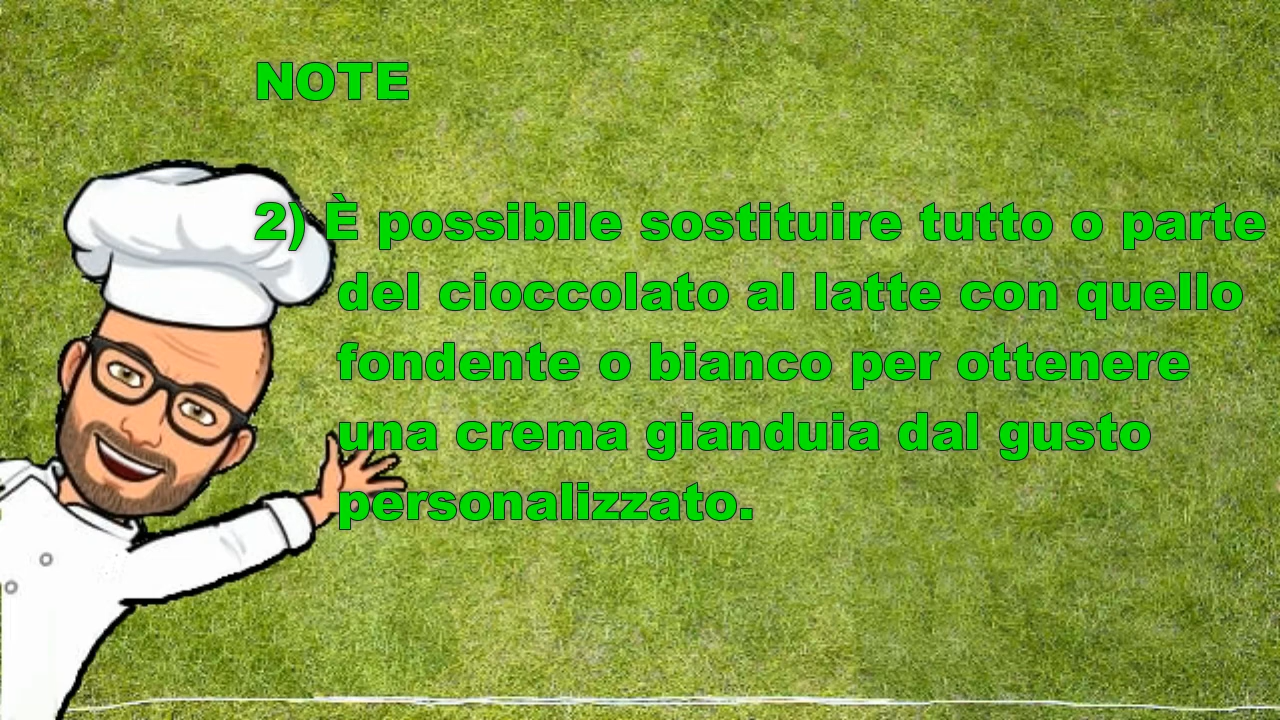 NOTE
2) È possibile sostituire tutto o parte
del cioccolato al latte con quello
fondente o bianco per ottenere
una crema gianduia dal gusto
personalizzato.